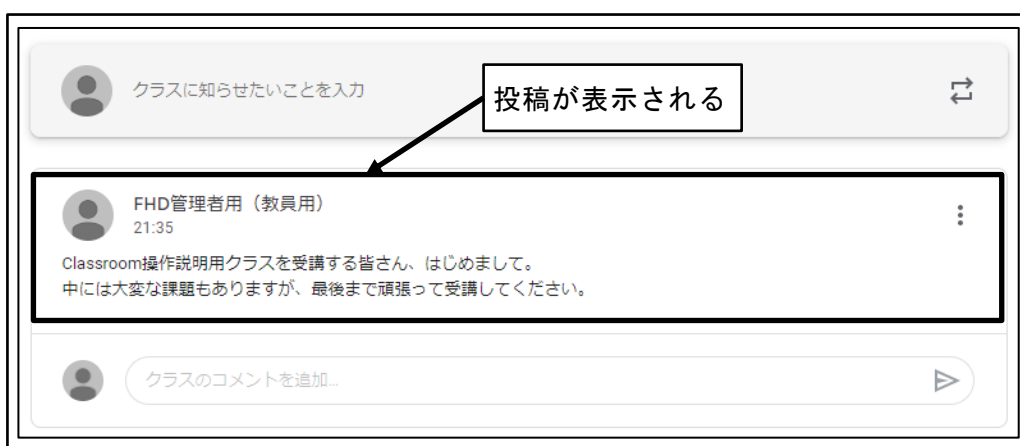 クラスに知らせたいことを入力
投稿が表示される
FHD管理者用（教員用）
21:35
Classroom操作説明用クラスを受講する皆さん、はじめまして。
中には大変な課題もありますが、最後まで頑張って受講してください。
クラスのコメントを追加...